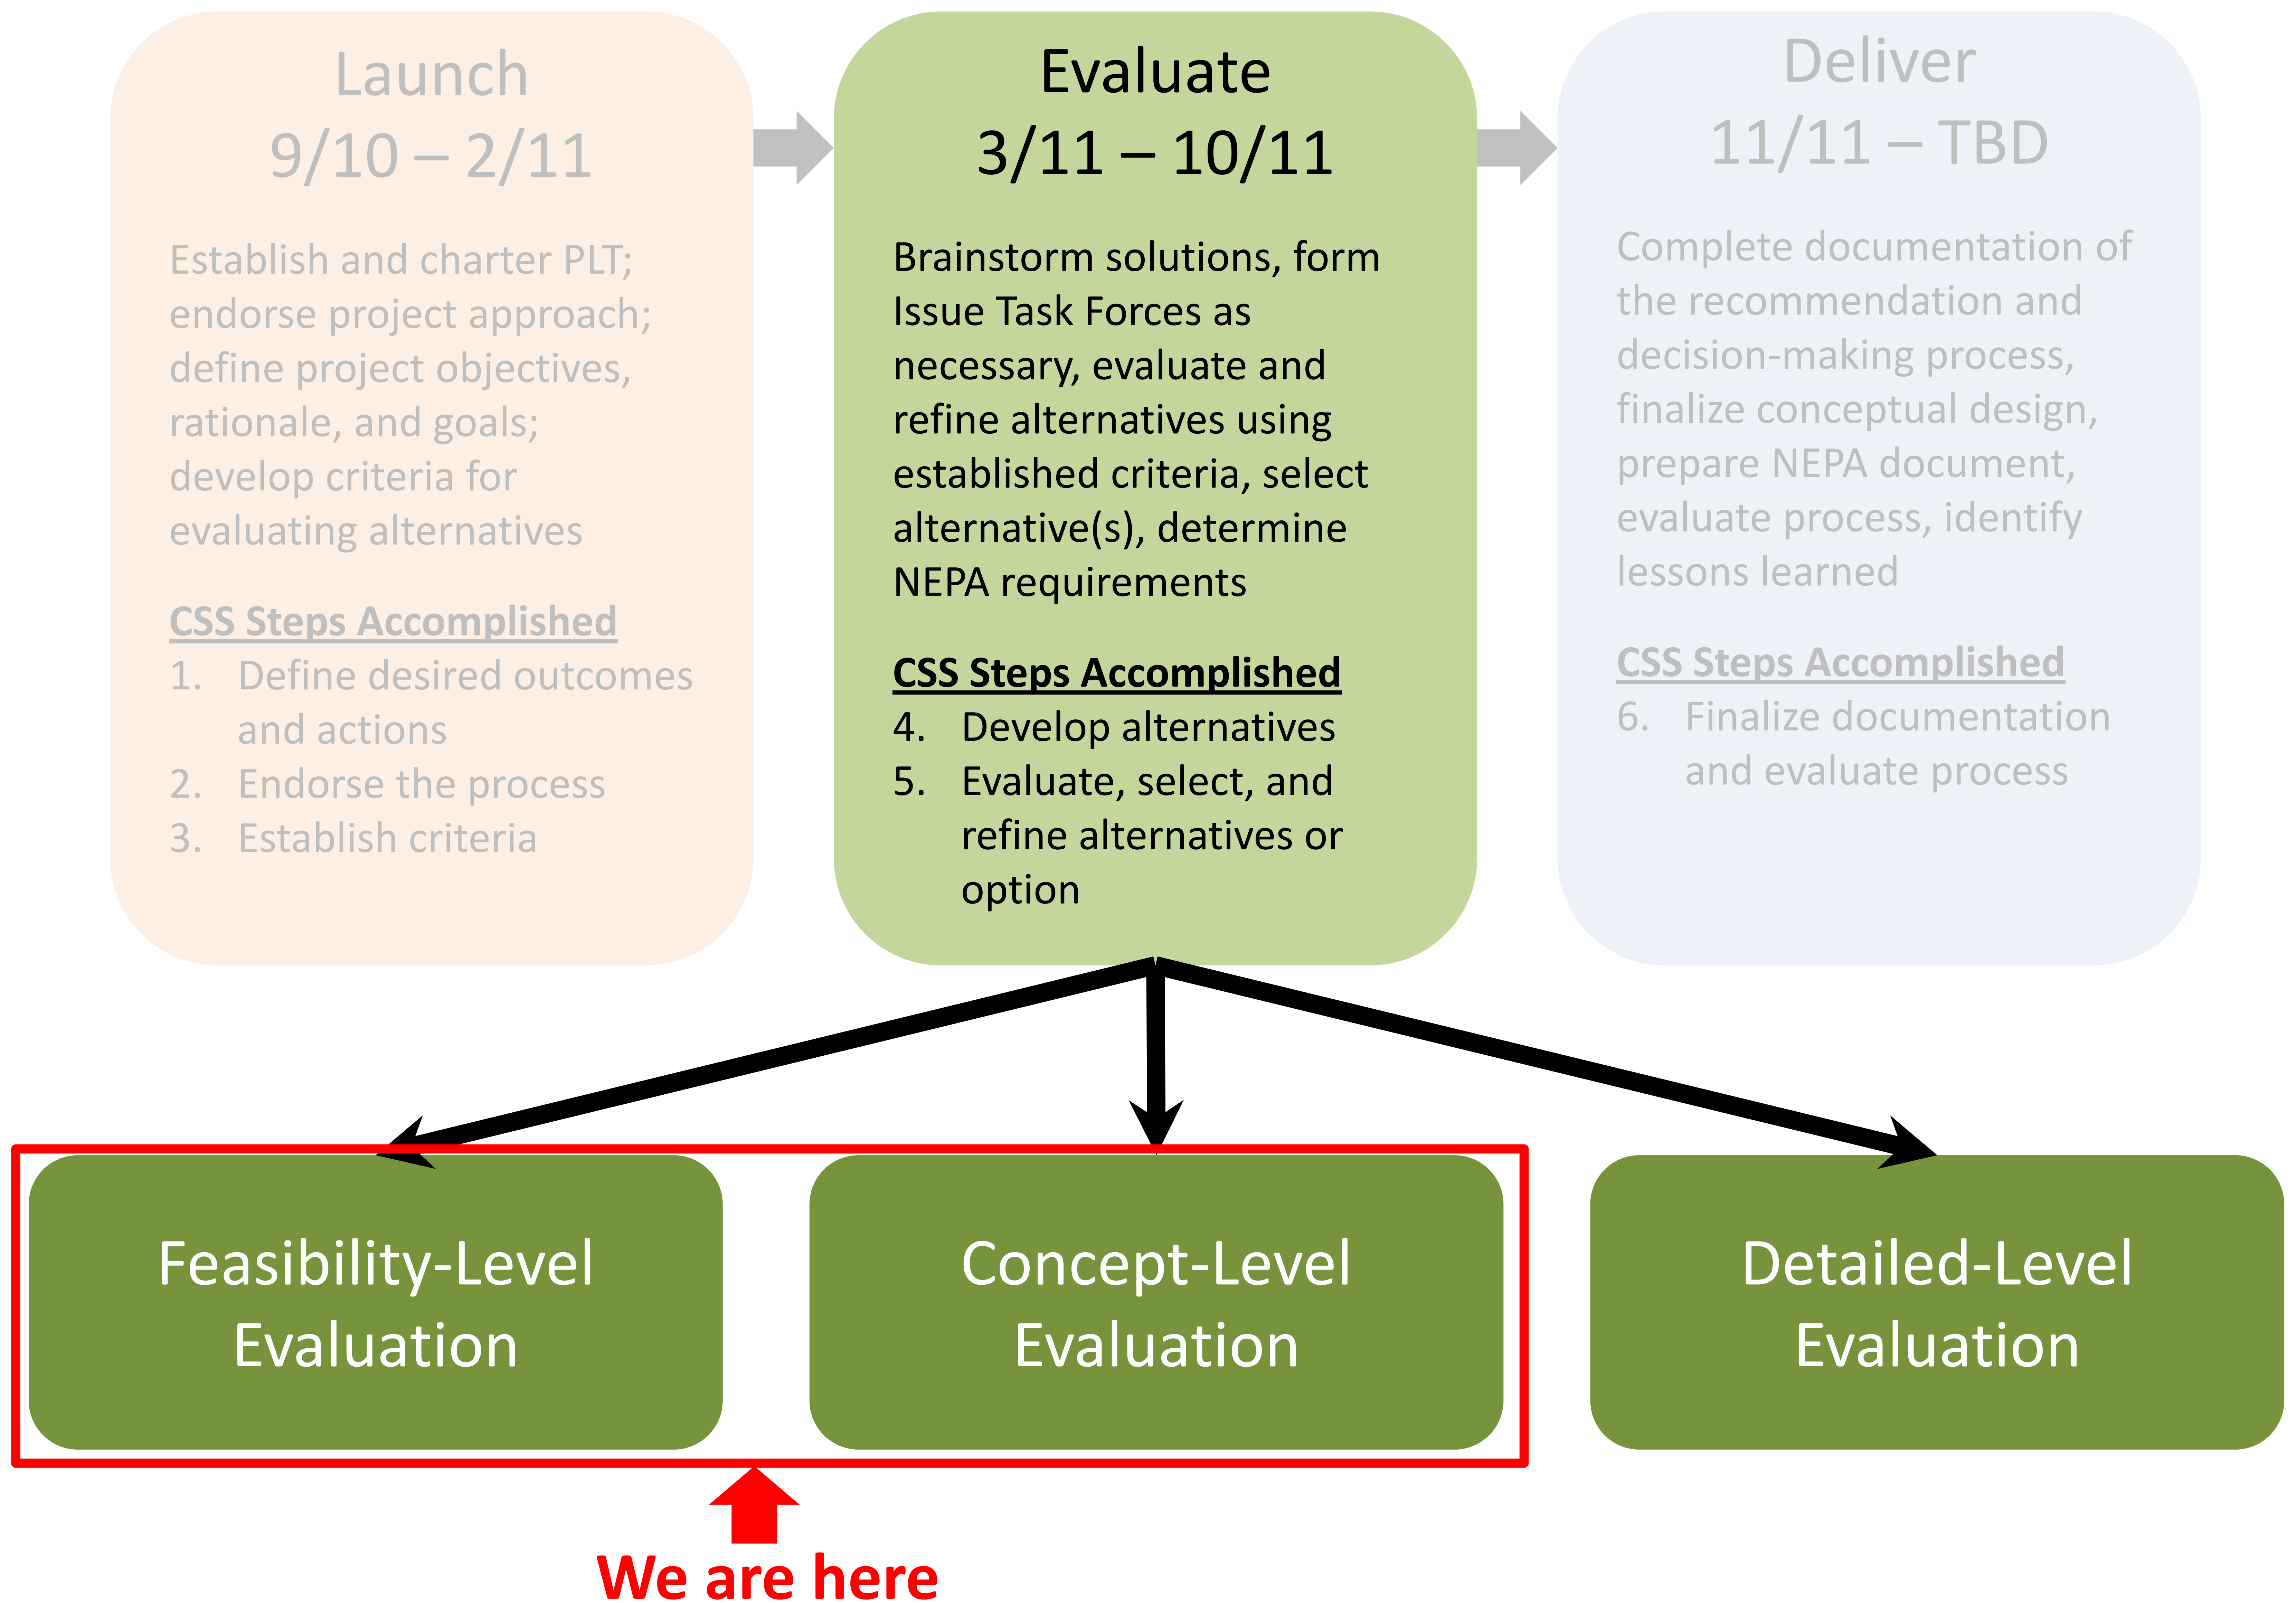 Launch
9/10 – 2/11
Establish and charter PLT;
endorse project approach;
define project objectives,
rationale, and goals;
develop criteria for
evaluating alternatives
CSS Steps Accomplished
1. Define desired outcomes
and actions
2. Endorse the process
3. Establish criteria
Evaluate
3/11 – 10/11
Brainstorm solutions, form
Issue Task Forces as
necessary, evaluate and
refine alternatives using
established criteria, select
alternative(s), determine
NEPA requirements
CSS Steps Accomplished
4. Develop alternatives
5. Evaluate, select, and
refine alternatives or
option
Deliver
11/11 – TBD
Complete documentation of
the recommendation and
decision-making process,
finalize conceptual design,
prepare NEPA document,
evaluate process, identify
lessons learned
CSS Steps Accomplished
6. Finalize documentation
and evaluate process
Feasibility-Level
Evaluation
Concept-Level
Evaluation
Detailed-Level
Evaluation
We are here